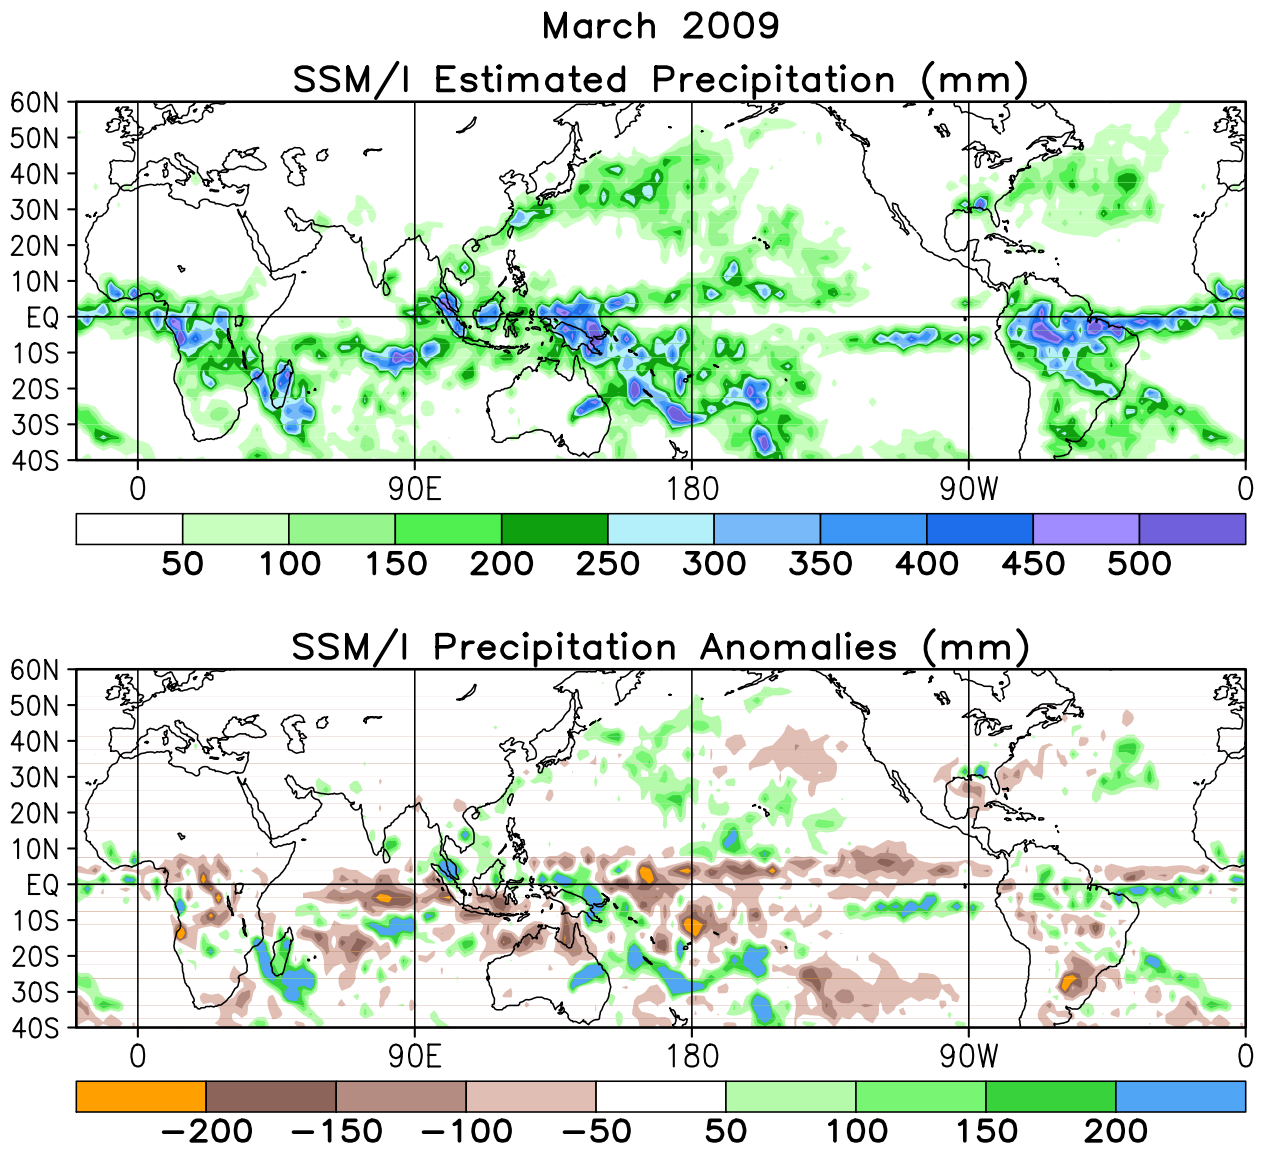 March 2009
SSM/I Estimated Precipitation (mm)
60N
50N
40N
30N
20N
10N
EQ
10S
20S
30S
40S
0 90E 180 90W 0
50 100 150 200 250 300 350 400 450 500
SSM/I Precipitation Anomalies (mm)
60N
50N
40N
30N
20N
10N
EQ
10S
20S
30S
40S
0 90E 180 90W 0
−200 −150 −100 −50 50 100 150 200